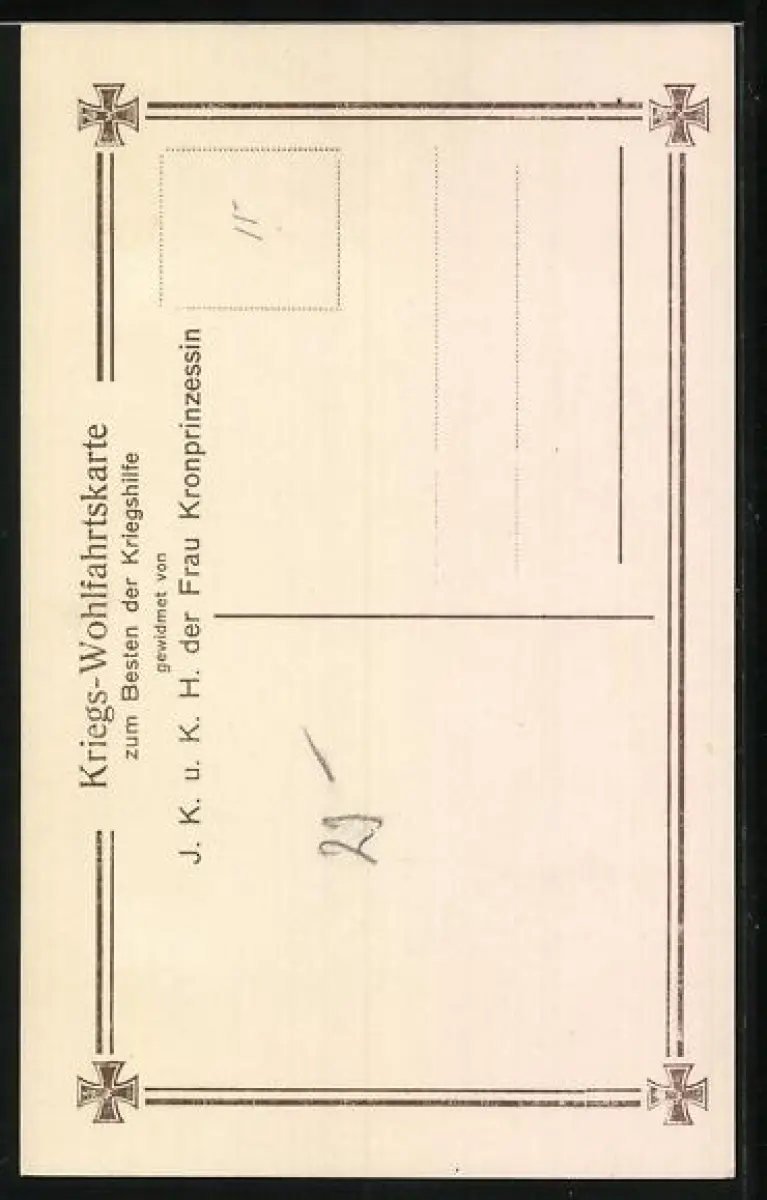 Kriegs-Wohlfahrtskarte
zum Besten der Kriegshilfe
gewidmet von
J. K. u. K. H. der Frau Kronprinzessin